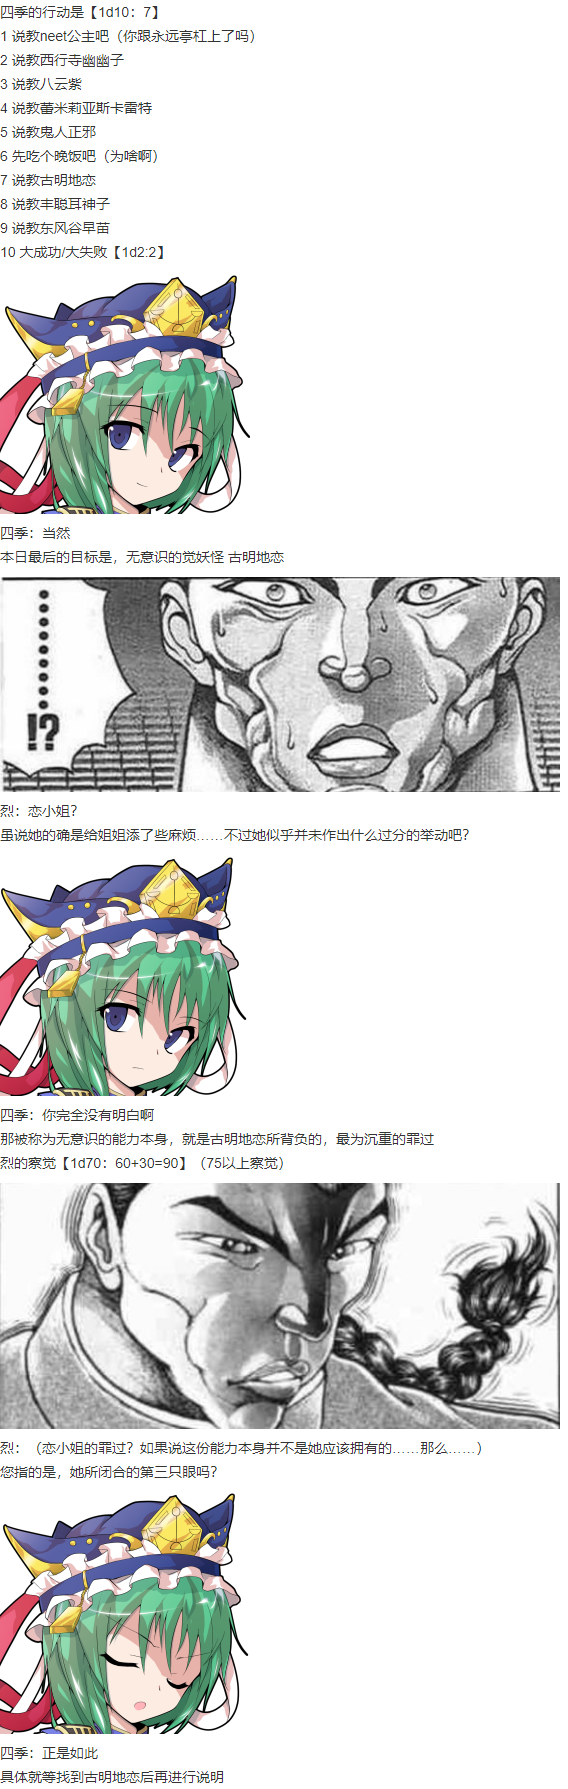 四季的行动是【1d10：7】
1 说教neet公主吧（你跟永远亭杠上了吗）
2 说教西行寺幽幽子
3 说教八云紫
4 说教蕾米莉亚斯卡雷特
5 说教鬼人正邪
6 先吃个晚饭吧（为啥啊）
7 说教古明地恋
8 说教丰聪耳神子
9 说教东风谷早苗
10 大成功/大失败【1d2:2】
四季：当然
本日最后的目标是，无意识的觉妖怪 古明地恋
………!?
烈：恋小姐？
虽说她的确是给姐姐添了些麻烦……不过她似乎并未作出什么过分的举动吧？
四季：你完全没有明白啊
那被称为无意识的能力本身，就是古明地恋所背负的，最为沉重的罪过
烈的察觉【1d70：60+30=90】（75以上察觉）
烈：（恋小姐的罪过？如果说这份能力本身并不是她应该拥有的……那么……）
您指的是，她所闭合的第三只眼吗？
四季：正是如此
具体就等找到古明地恋后再进行说明